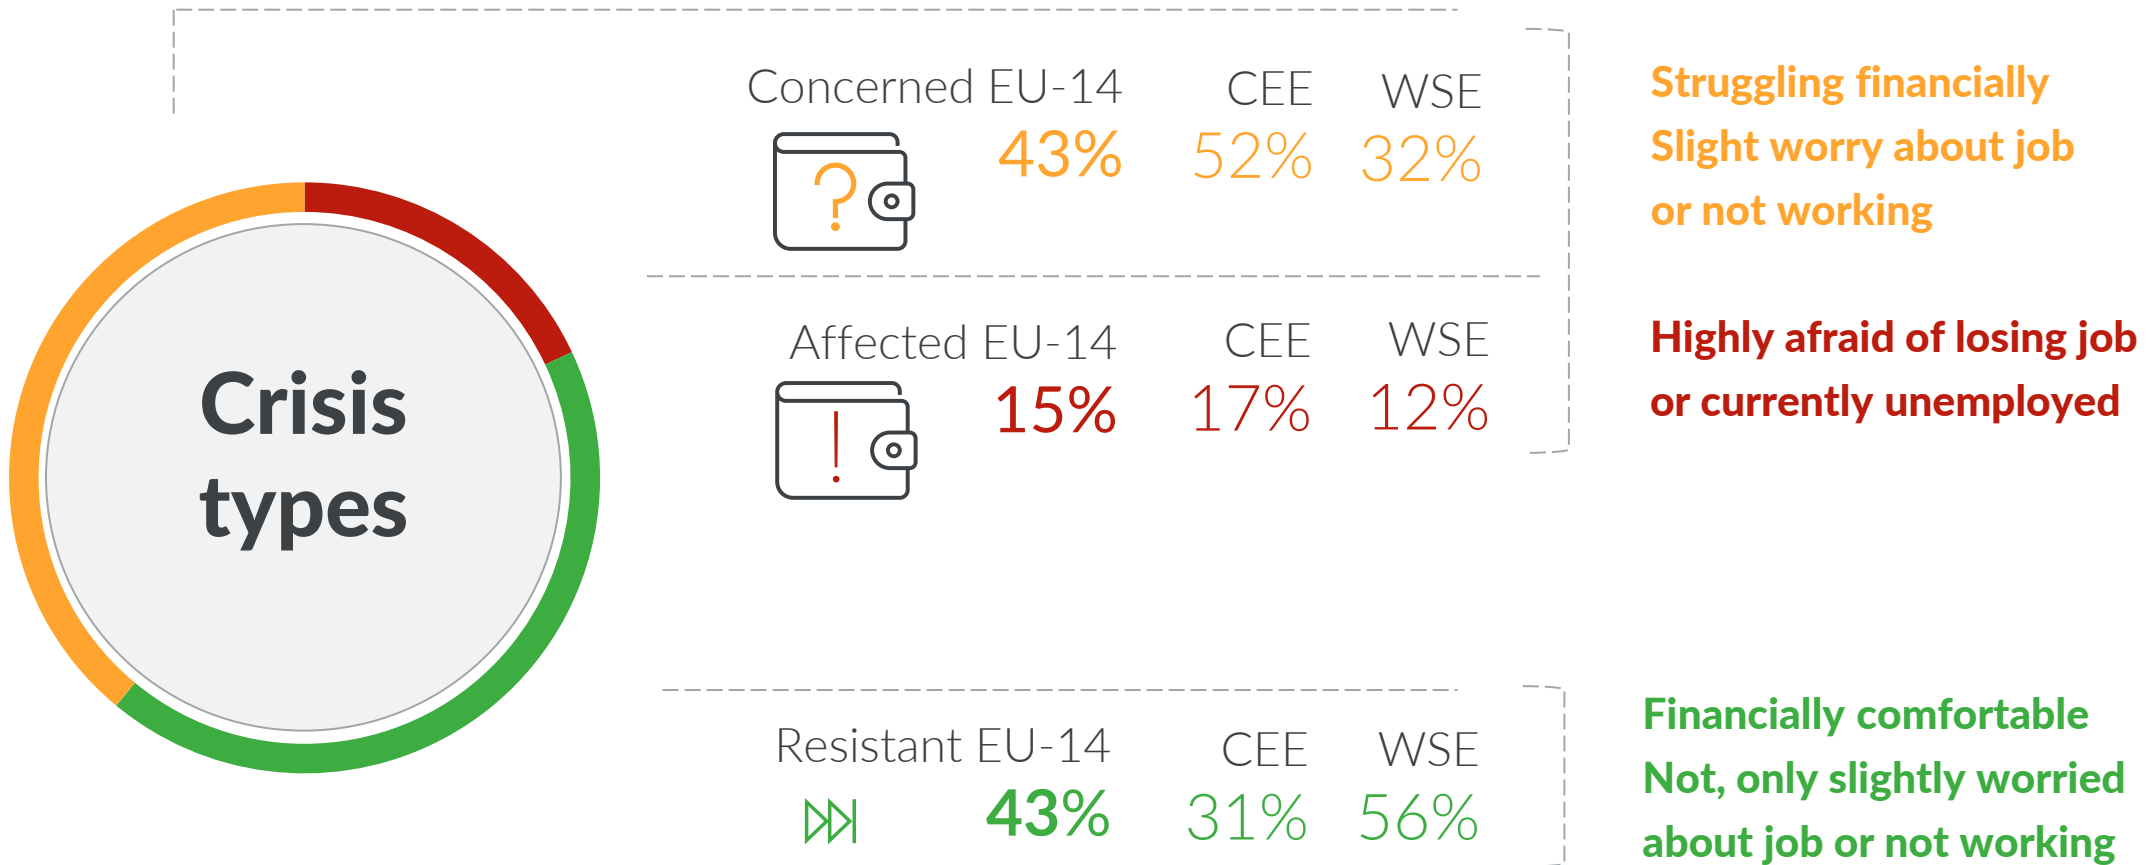 Crisis
types
Concerned EU-14 CEE WSE
43% 52% 32%
Struggling financially
Slight worry about job
or not working
Affected EU-14 CEE WSE
15% 17% 12%
Highly afraid of losing job
or currently unemployed
Resistant EU-14 CEE WSE
43% 31% 56%
Financially comfortable
Not, only slightly worried
about job or not working